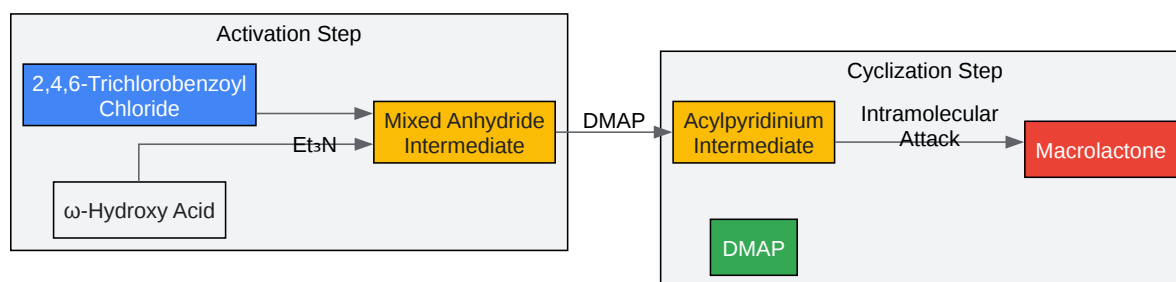 Activation Step
2,4,6-Trichlorobenzoyl
Chloride
Et₃N
ω-Hydroxy Acid
Mixed Anhydride
Intermediate
DMAP
Cyclization Step
Acylpyridinium
Intermediate
Intramolecular
Attack
Macrolactone
DMAP